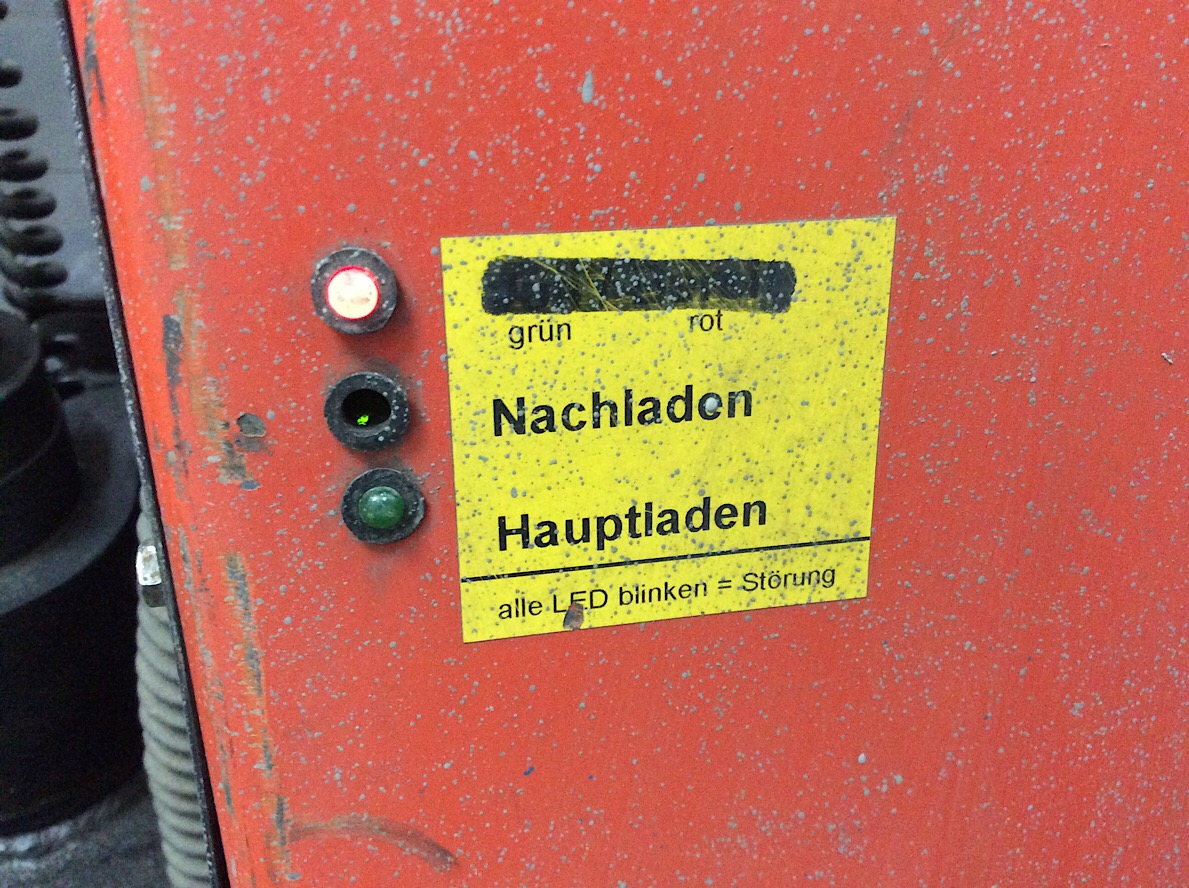 grün rot
Nachladen
Hauptladen
alle LED blinken = Störung